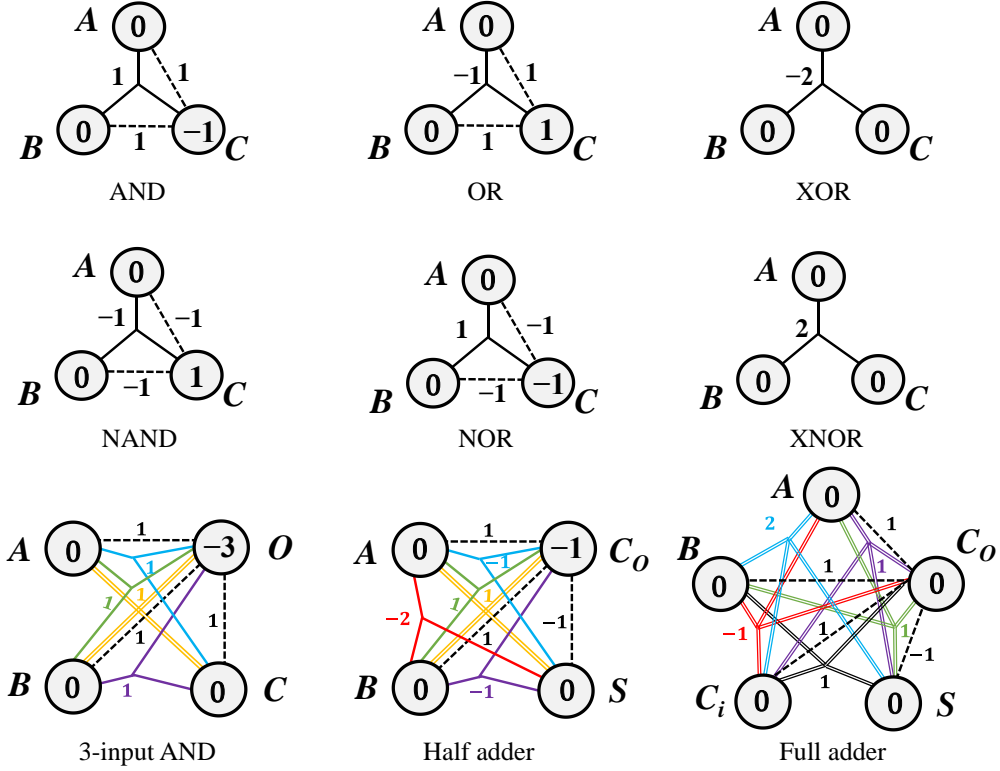 A 0
1 1
B 0 1 −1 C
AND
A 0
−1 1
B 0 1 1 C
OR
A 0
−2
B 0 0 C
XOR
A 0
−1 −1
B 0 −1 1 C
NAND
A 0
1 −1
B 0 −1 −1 C
NOR
A 0
2
B 0 0 C
XNOR
1
A 0 −3 O
1
1 1
1 1
B 0 1 0 C
3-input AND
1
A 0 −1 C_O
−1
1 1
−2 1 −1
B 0 −1 0 S
Half adder
A 0
2 1
B 0 1 1 0 C_O
−1 1 1
−1
C_i 0 1 0 S
Full adder